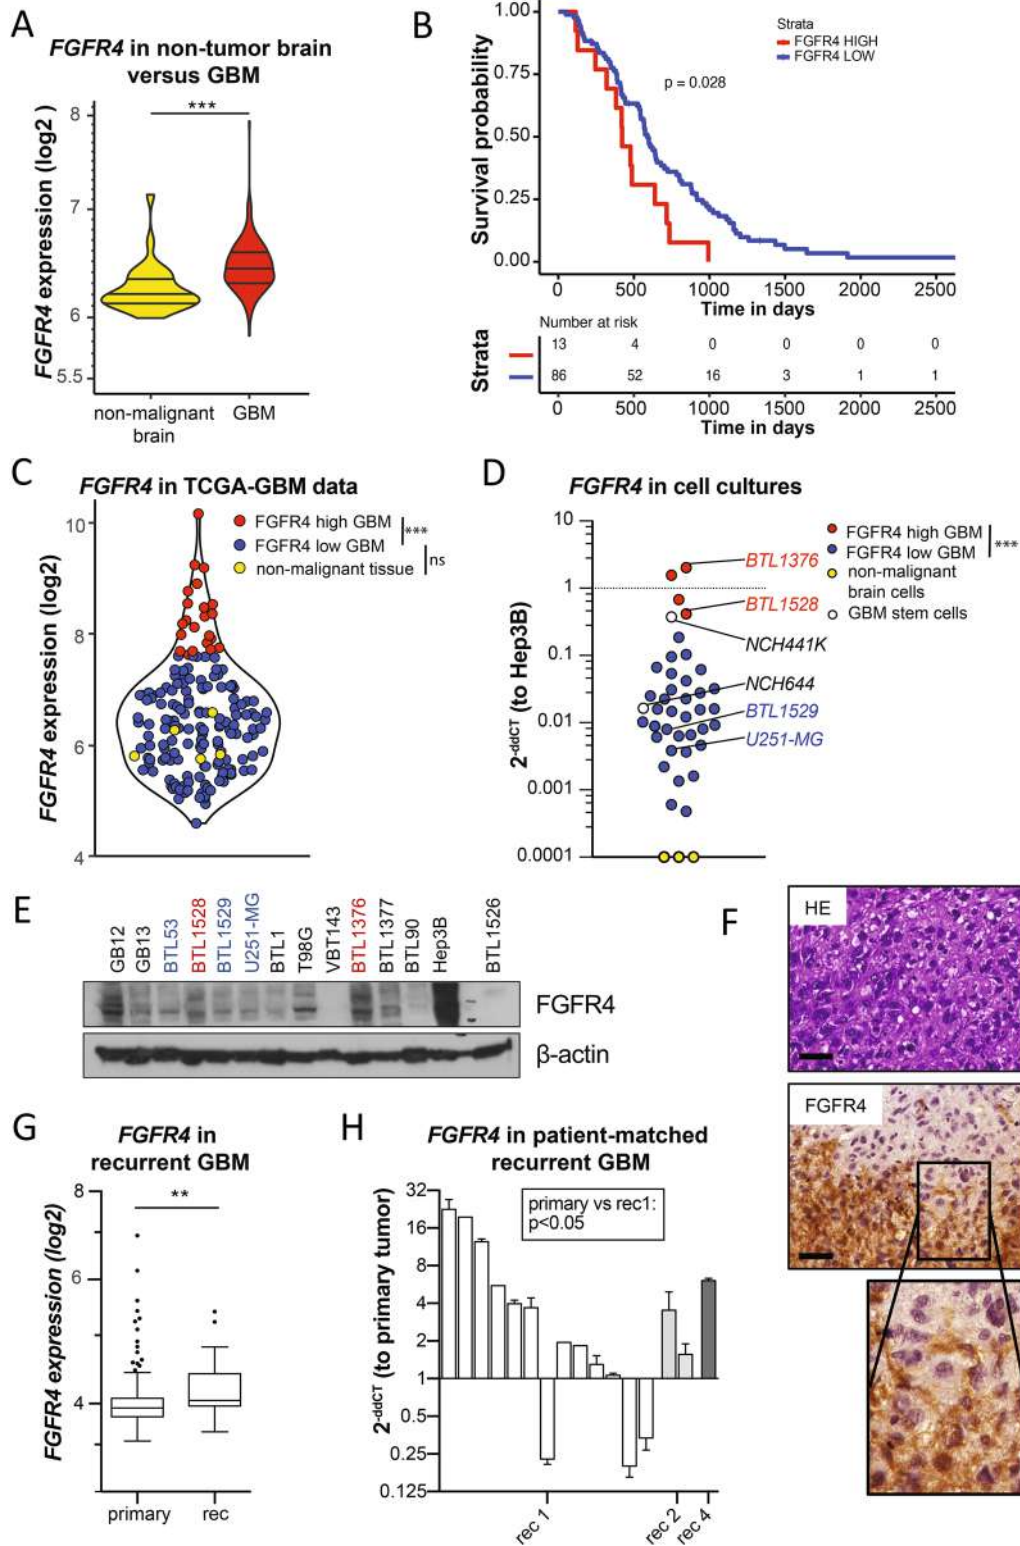 A
FGFR4 in non-tumor brain
versus GBM
***
FGFR4 expression (log2)
8
7
6
5.5
non-malignant
brain
GBM
B
Survival probability
1.00
0.75
0.50
0.25
0.00
Strata
FGFR4 HIGH
FGFR4 LOW
p = 0.028
0 500 1000 1500 2000 2500
Time in days
Number at risk
Strata
13 4 0 0 0 0
86 52 16 3 1 1
0 500 1000 1500 2000 2500
Time in days
C
FGFR4 in TCGA-GBM data
FGFR4 expression (log2)
10
8
6
4
FGFR4 high GBM
FGFR4 low GBM
non-malignant tissue
***
ns
D
FGFR4 in cell cultures
2-ddCT (to Hep3B)
10
1
0.1
0.01
0.001
0.0001
BTL1376
BTL1528
NCH441K
NCH644
BTL1529
U251-MG
FGFR4 high GBM
FGFR4 low GBM
***
non-malignant
brain cells
GBM stem cells
E
GB12
GB13
BTL53
BTL1528
BTL1529
U251-MG
BTL1
T98G
VBT143
BTL1376
BTL1377
BTL90
Hep3B
BTL1526
FGFR4
β-actin
F
HE
FGFR4
G
FGFR4 in
recurrent GBM
**
FGFR4 expression (log2)
8
6
4
primary
rec
H
FGFR4 in patient-matched
recurrent GBM
primary vs rec1:
p<0.05
2-ddCT (to primary tumor)
32
16
8
4
2
1
0.5
0.25
0.125
rec 1
rec 2
rec 4